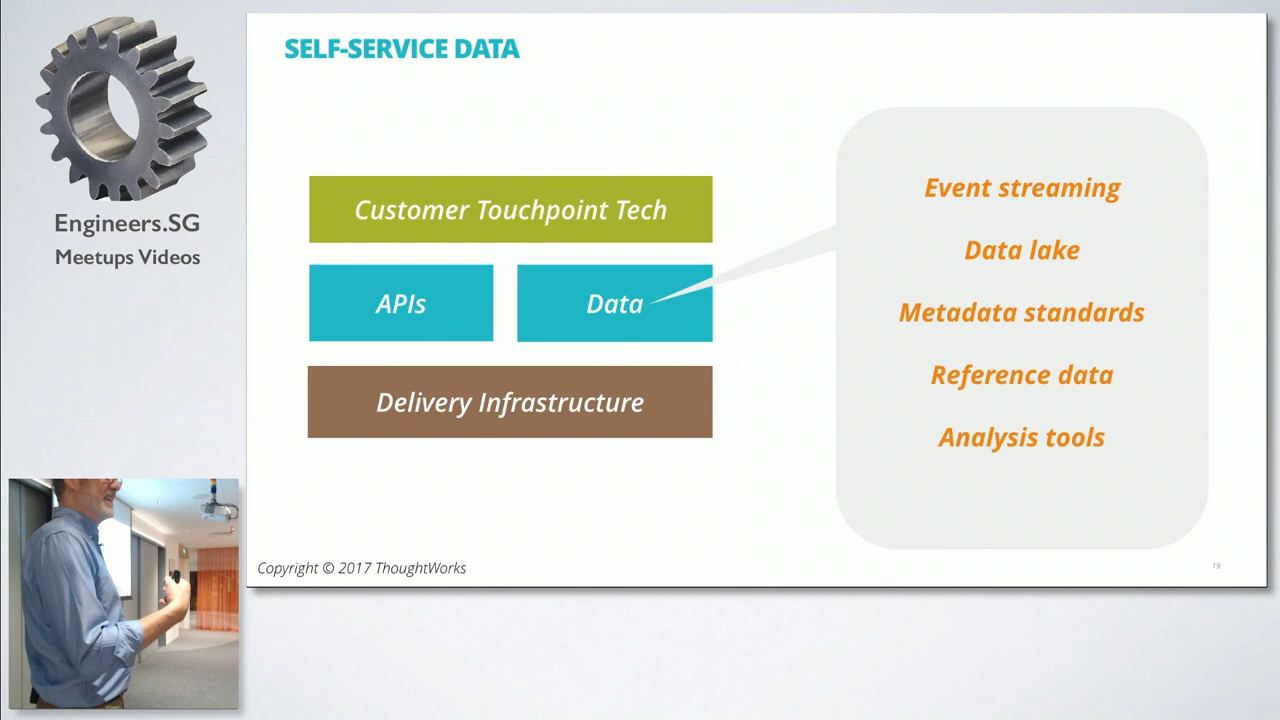 Engineers.SG
Meetups Videos
SELF-SERVICE DATA
Customer Touchpoint Tech
APIs
Data
Delivery Infrastructure
Event streaming
Data lake
Metadata standards
Reference data
Analysis tools
Copyright © 2017 ThoughtWorks
19